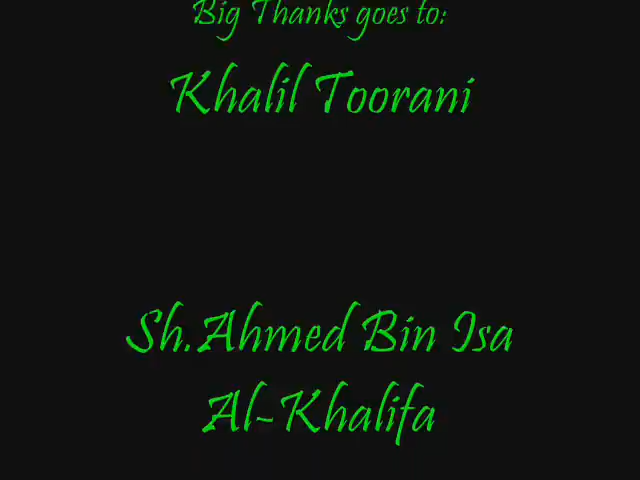 Big Thanks goes to:
Khalil Toorani
Sh.Ahmed Bin Isa
Al-Khalifa